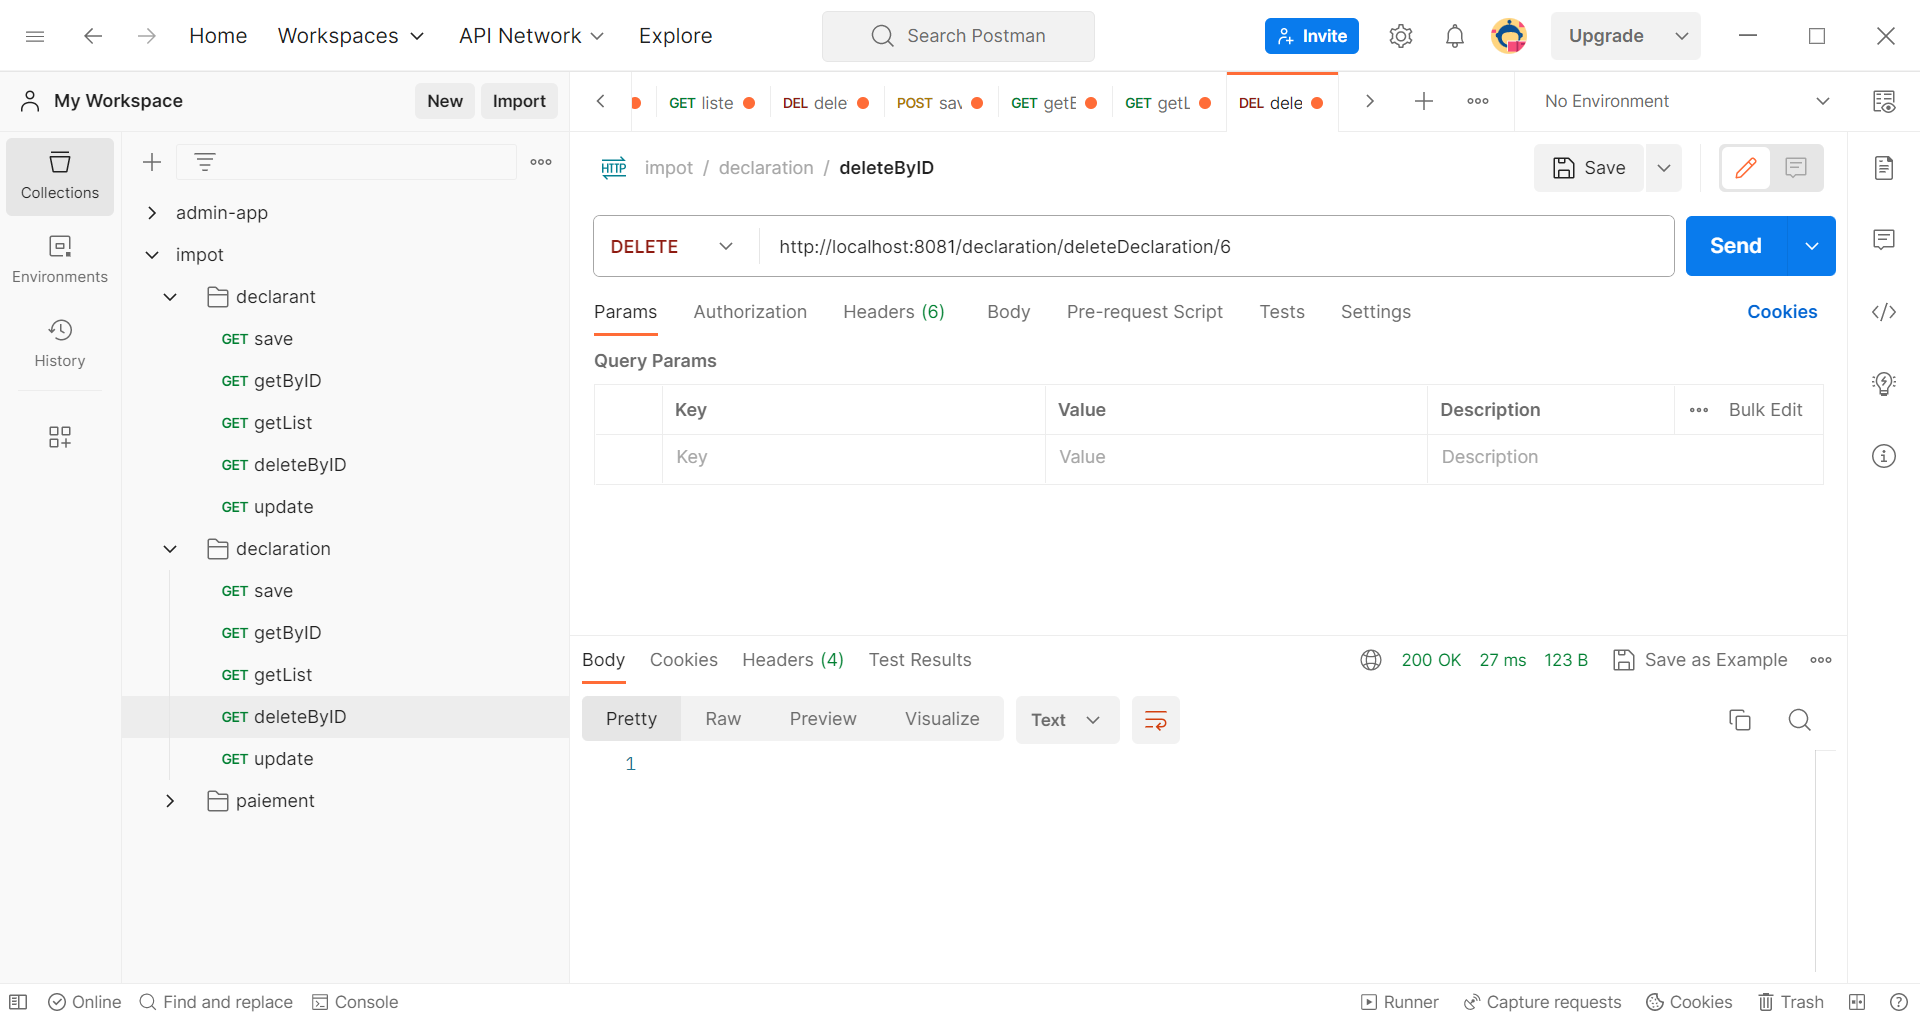 Home Workspaces API Network Explore Search Postman Invite Upgrade
My Workspace New Import
GET liste DEL dele POST sav GET getE GET getL DEL dele No Environment
Collections
Environments
History
admin-app
impot
declarant
GET save
GET getByID
GET getList
GET deleteByID
GET update
declaration
GET save
GET getByID
GET getList
GET deleteByID
GET update
paiement
HTTP impot / declaration / deleteByID Save
DELETE http://localhost:8081/declaration/deleteDeclaration/6 Send
Params Authorization Headers (6) Body Pre-request Script Tests Settings Cookies
Query Params
Key Value Description Bulk Edit
Key Value Description
Body Cookies Headers (4) Test Results 200 OK 27 ms 123 B Save as Example
Pretty Raw Preview Visualize Text
1
Online Find and replace Console Runner Capture requests Cookies Trash